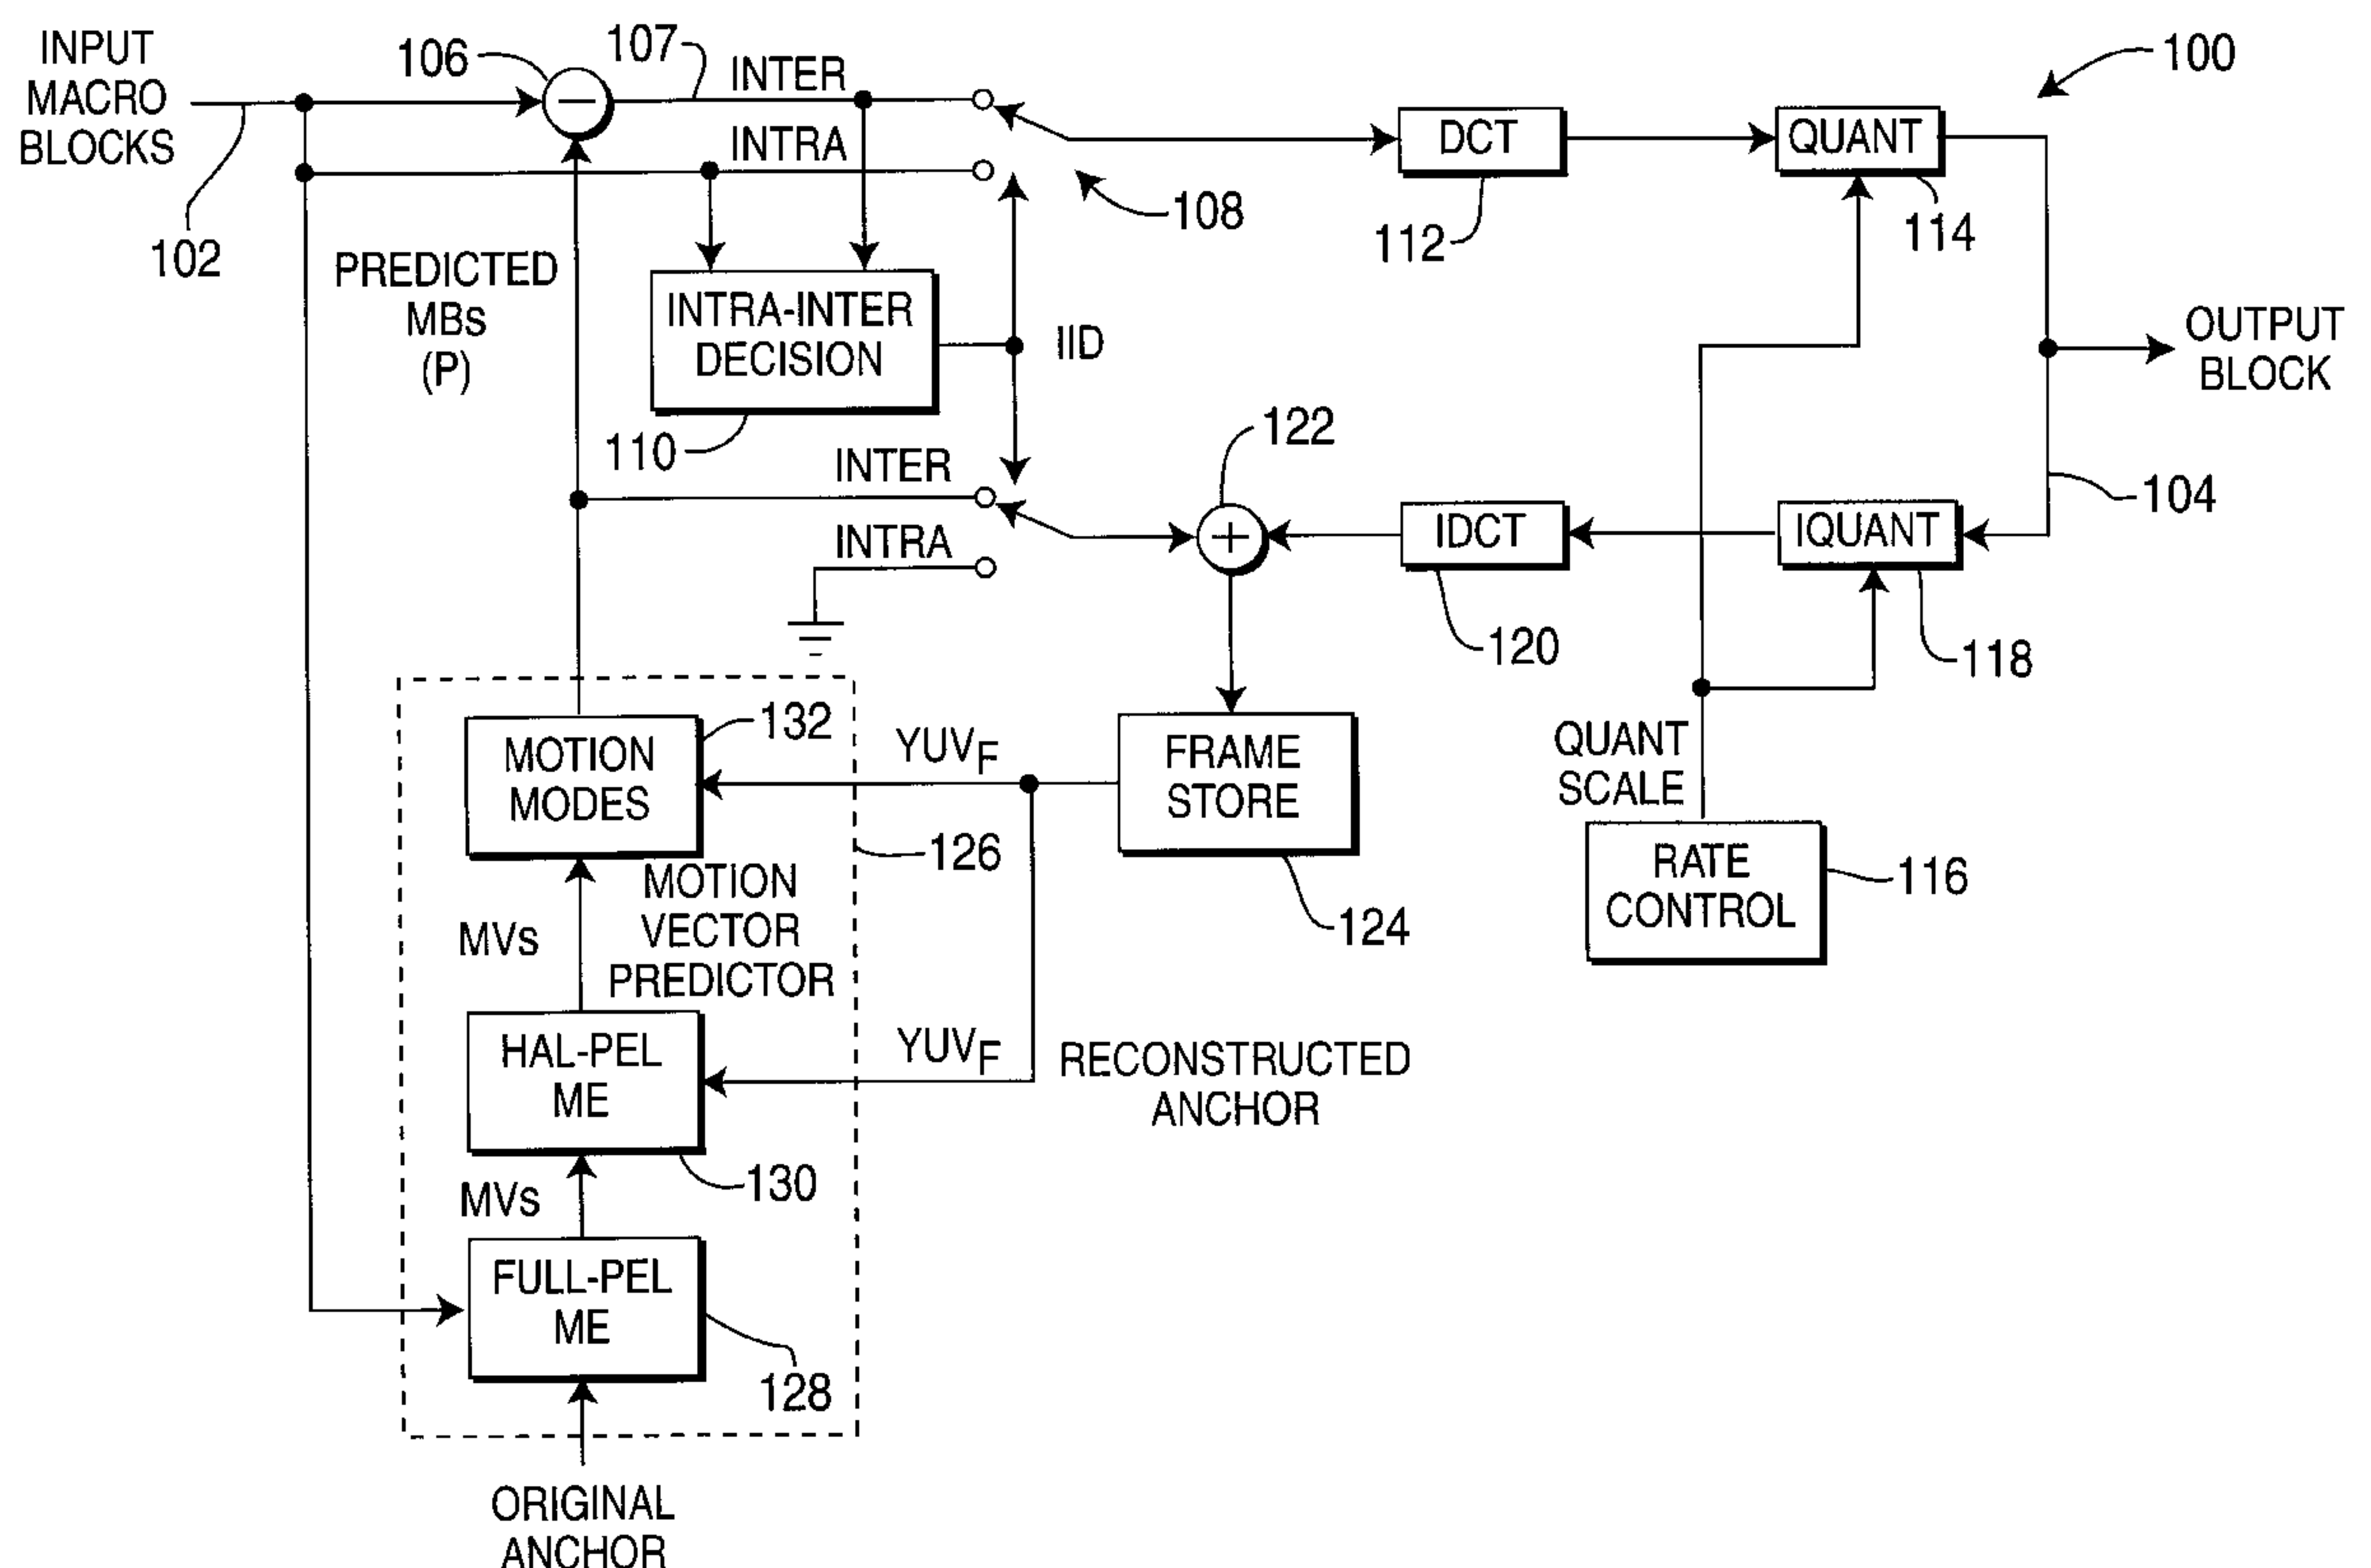 INPUT
MACRO
BLOCKS
102
106
107
INTER
INTRA
108
DCT
112
QUANT
114
100
PREDICTED
MBs
(P)
INTRA-INTER
DECISION
110
IID
OUTPUT
BLOCK
104
INTER
INTRA
122
+
IDCT
120
IQUANT
118
MOTION
MODES
132
YUVF
FRAME
STORE
124
QUANT
SCALE
RATE
CONTROL
116
126
MOTION
VECTOR
PREDICTOR
MVs
HAL-PEL
ME
130
YUVF
RECONSTRUCTED
ANCHOR
MVs
FULL-PEL
ME
128
ORIGINAL
ANCHOR